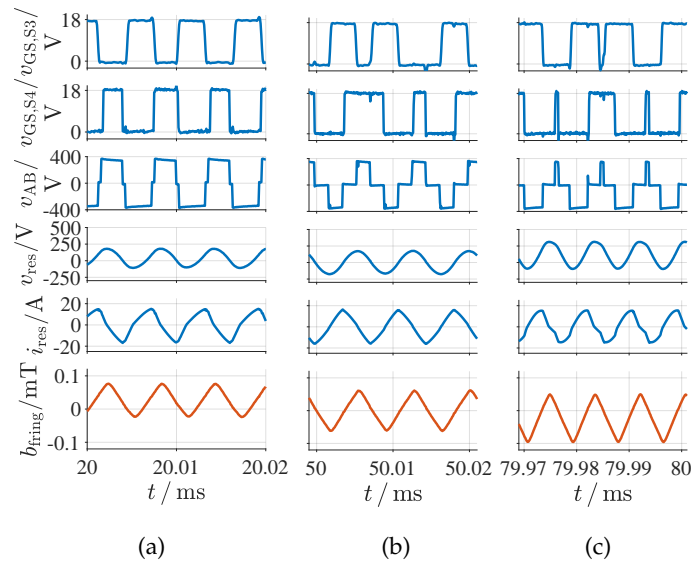 v_GS,S3/
V
18
0
v_GS,S4/
V
18
0
v_AB/
V
400
0
-400
v_res/V
500
0
-250
i_res/A
20
0
-20
b_fring/mT
0.1
0
-0.1
20 20.01 20.02 50 50.01 50.02 79.97 79.98 79.99 80
t / ms t / ms t / ms
(a) (b) (c)